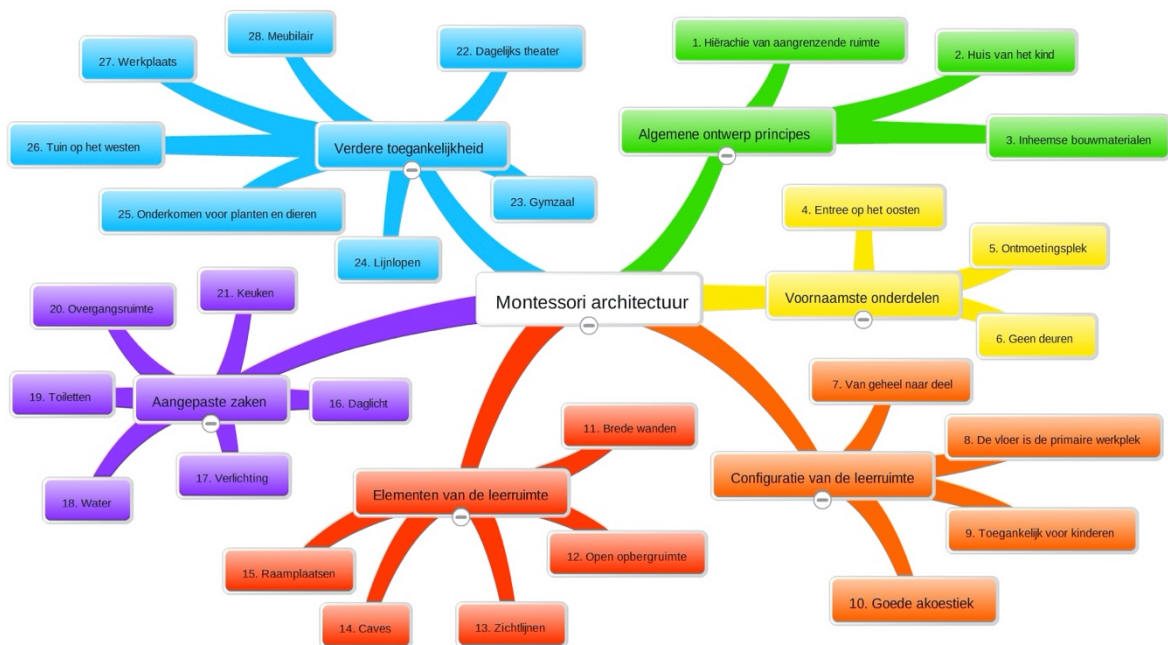 Montessori architectuur
Algemene ontwerp principes
1. Hiërachie van aangrenzende ruimte
2. Huis van het kind
3. Inheemse bouwmaterialen
Voornaamste onderdelen
4. Entree op het oosten
5. Ontmoetingsplek
6. Geen deuren
Configuratie van de leerruimte
7. Van geheel naar deel
8. De vloer is de primaire werkplek
9. Toegankelijk voor kinderen
10. Goede akoestiek
Elementen van de leerruimte
11. Brede wanden
12. Open opbergruimte
13. Zichtlijnen
14. Caves
15. Raamplaatsen
Aangepaste zaken
16. Daglicht
17. Verlichting
18. Water
19. Toiletten
20. Overgangsruimte
21. Keuken
Verdere toegankelijkheid
22. Dagelijks theater
23. Gymzaal
24. Lijnlopen
25. Onderkomen voor planten en dieren
26. Tuin op het westen
27. Werkplaats
28. Meubilair